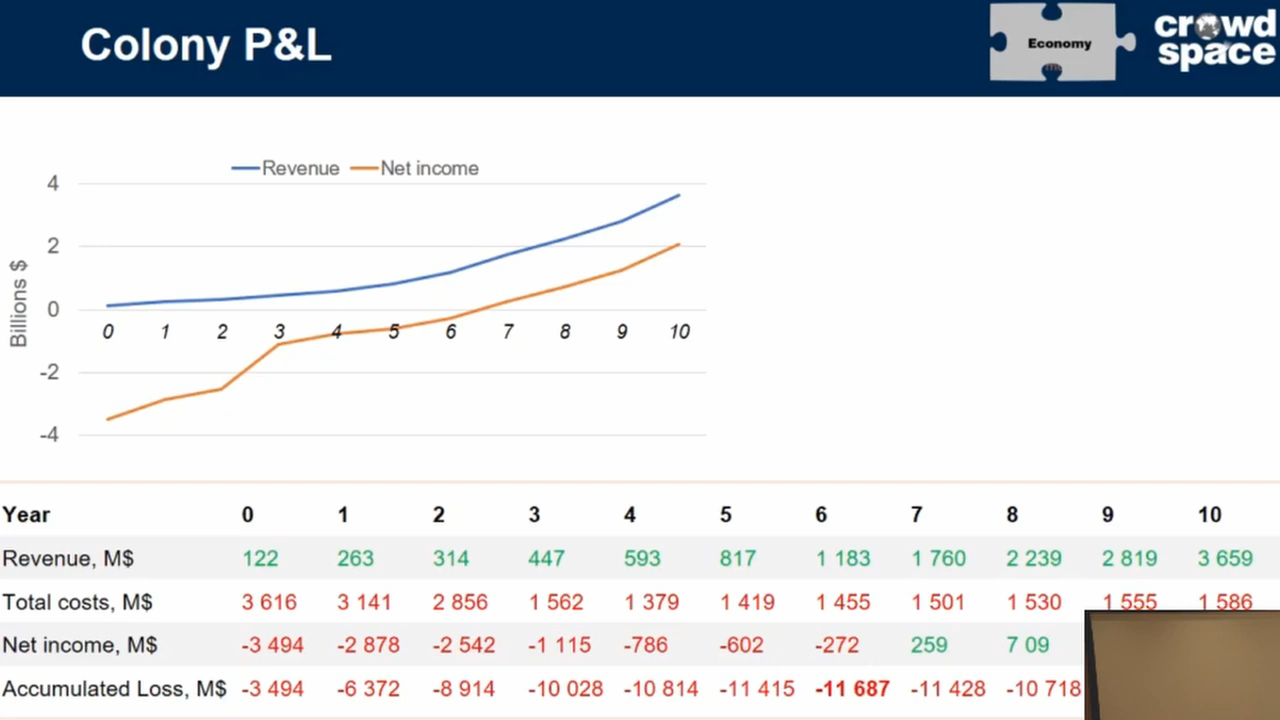 Colony P&L
Economy
crowd
space
Revenue Net income
4
2
0
-2
-4
Billions $
0 1 2 3 4 5 6 7 8 9 10
Year 0 1 2 3 4 5 6 7 8 9 10
Revenue, M$ 122 263 314 447 593 817 1 183 1 760 2 239 2 819 3 659
Total costs, M$ 3 616 3 141 2 856 1 562 1 379 1 419 1 455 1 501 1 530 1 555 1 586
Net income, M$ -3 494 -2 878 -2 542 -1 115 -786 -602 -272 259 7 09
Accumulated Loss, M$ -3 494 -6 372 -8 914 -10 028 -10 814 -11 415 -11 687 -11 428 -10 718